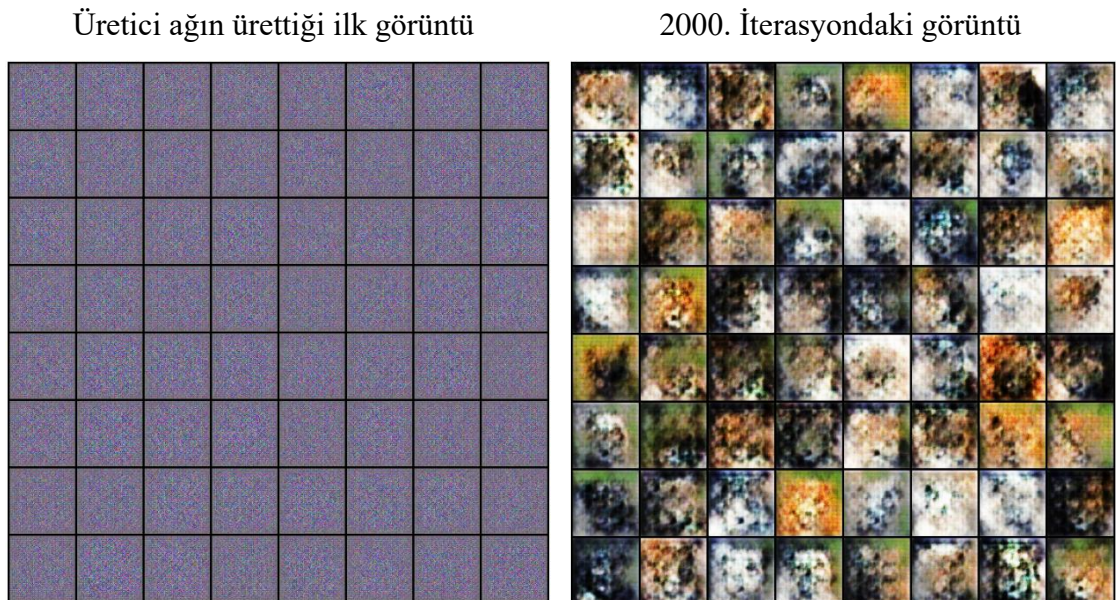 Üretici ağın ürettiği ilk görüntü
2000. İterasyondaki görüntü